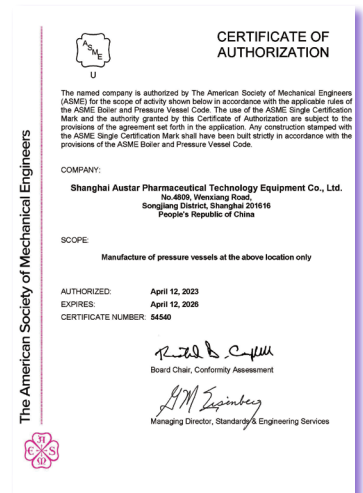 ASME
U
CERTIFICATE OF
AUTHORIZATION
The named company is authorized by The American Society of Mechanical Engineers
(ASME) for the scope of activity shown below in accordance with the applicable rules of
the ASME Boiler and Pressure Vessel Code. The use of the ASME Single Certification
Mark and the authority granted by this Certificate of Authorization are subject to the
provisions of the agreement set forth in the application. Any construction stamped with
the ASME Single Certification Mark shall have been built strictly in accordance with the
provisions of the ASME Boiler and Pressure Vessel Code.
COMPANY:
Shanghai Austar Pharmaceutical Technology Equipment Co., Ltd.
No.4809, Wenxiang Road,
Songjiang District, Shanghai 201616
People's Republic of China
SCOPE:
Manufacture of pressure vessels at the above location only
AUTHORIZED: April 12, 2023
EXPIRES: April 12, 2026
CERTIFICATE NUMBER: 54540
Board Chair, Conformity Assessment
Managing Director, Standards & Engineering Services
The American Society of Mechanical Engineers